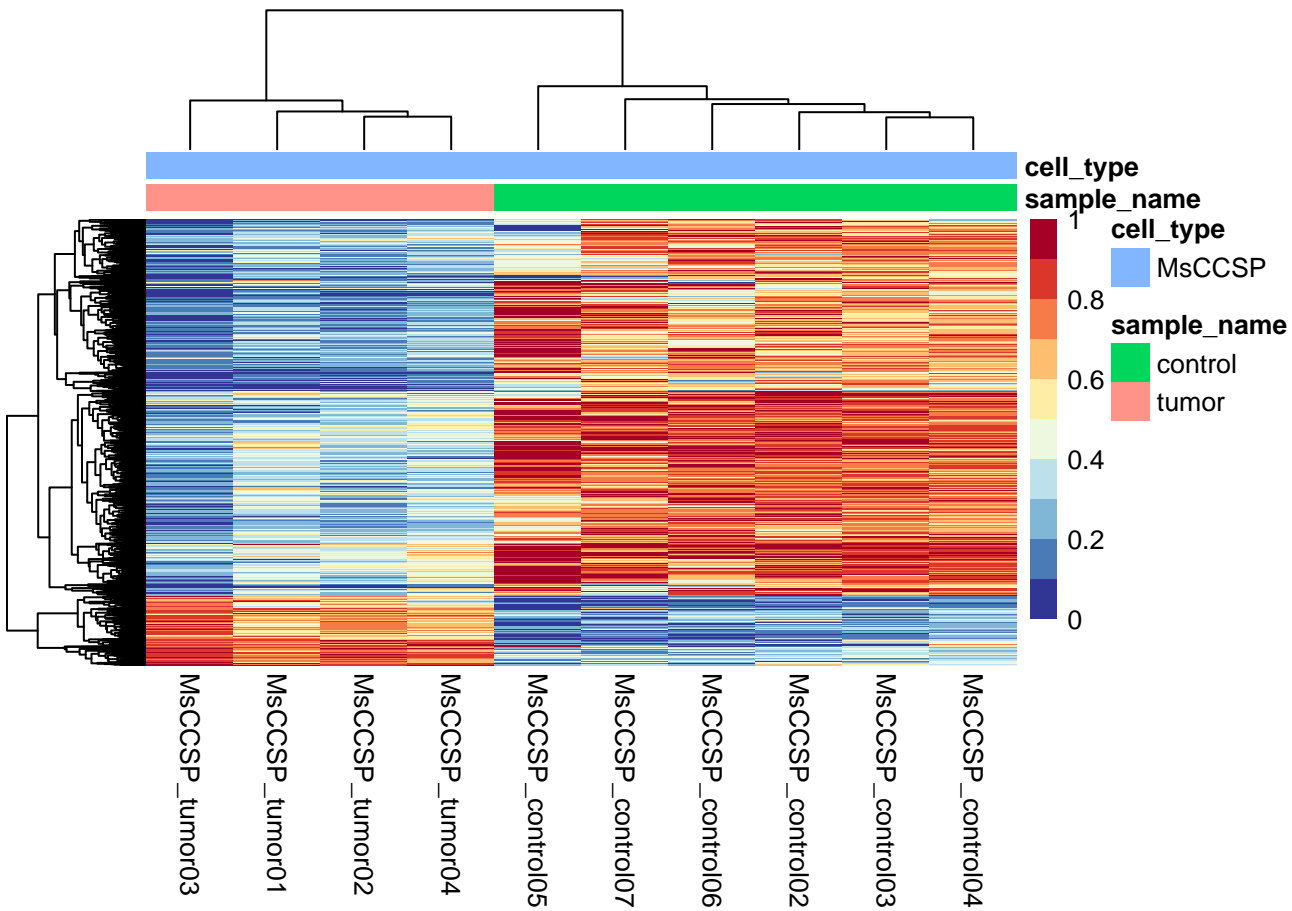 cell_type
sample_name
1
0.8
0.6
0.4
0.2
0
cell_type
MsCCSP
sample_name
control
tumor
MsCCSP_tumor03
MsCCSP_tumor01
MsCCSP_tumor02
MsCCSP_tumor04
MsCCSP_control05
MsCCSP_control07
MsCCSP_control06
MsCCSP_control02
MsCCSP_control03
MsCCSP_control04